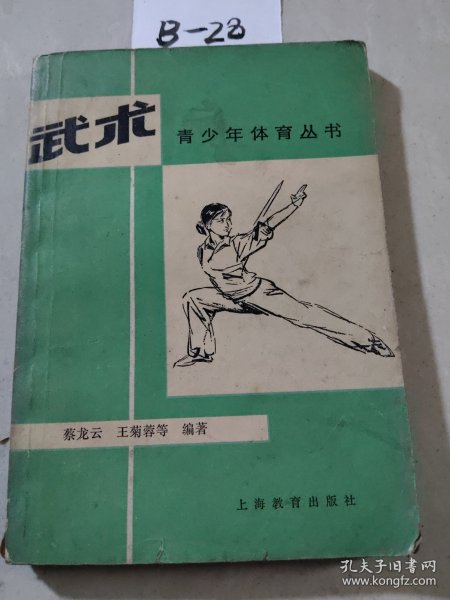 B-28
武术
青少年体育丛书
蔡龙云 王菊蓉等 编著
上海教育出版社
孔夫子旧书网
www.kongfz.com